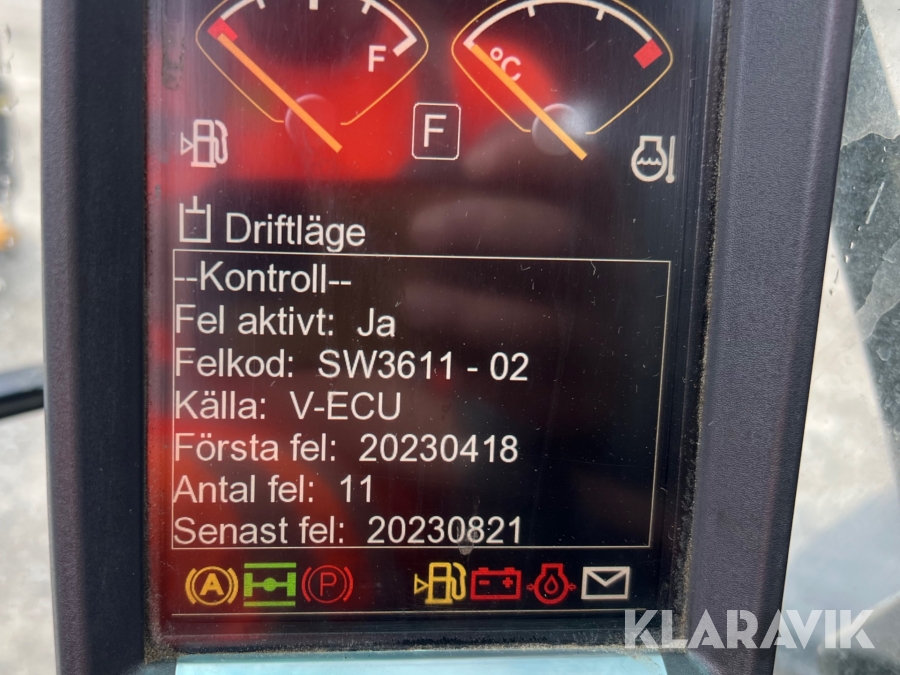 F
°C
F
Driftläge
--Kontroll--
Fel aktivt: Ja
Felkod: SW3611 - 02
Källa: V-ECU
Första fel: 20230418
Antal fel: 11
Senast fel: 20230821
A
P
KLARAVIK